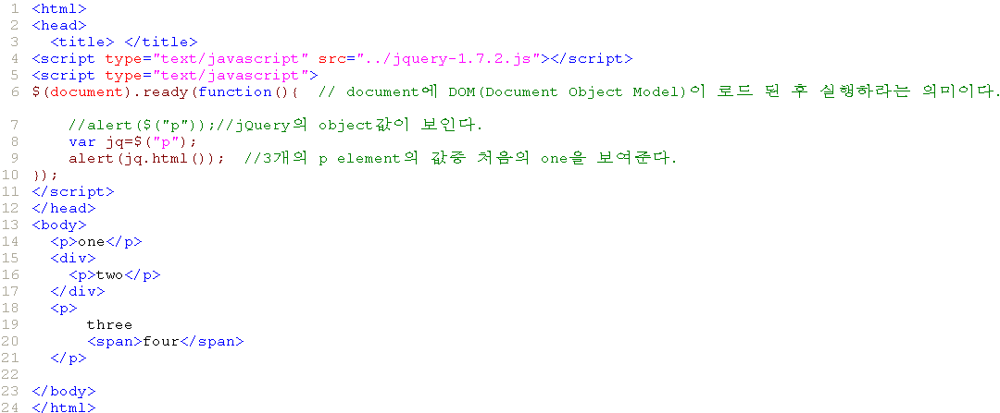 1 <html>
2 <head>
3 <title> </title>
4 <script type="text/javascript" src="../jquery-1.7.2.js"></script>
5 <script type="text/javascript">
6 $(document).ready(function(){ // document에 DOM(Document Object Model)이 로드 된 후 실행하라는 의미이다.
7 //alert($("p"));//jQuery의 object값이 보인다.
8 var jq=$("p");
9 alert(jq.html()); //3개의 p element의 값중 처음의 one을 보여준다.
10 });
11 </script>
12 </head>
13 <body>
14 <p>one</p>
15 <div>
16 <p>two</p>
17 </div>
18 <p>
19 three
20 <span>four</span>
21 </p>
22
23 </body>
24 </html>